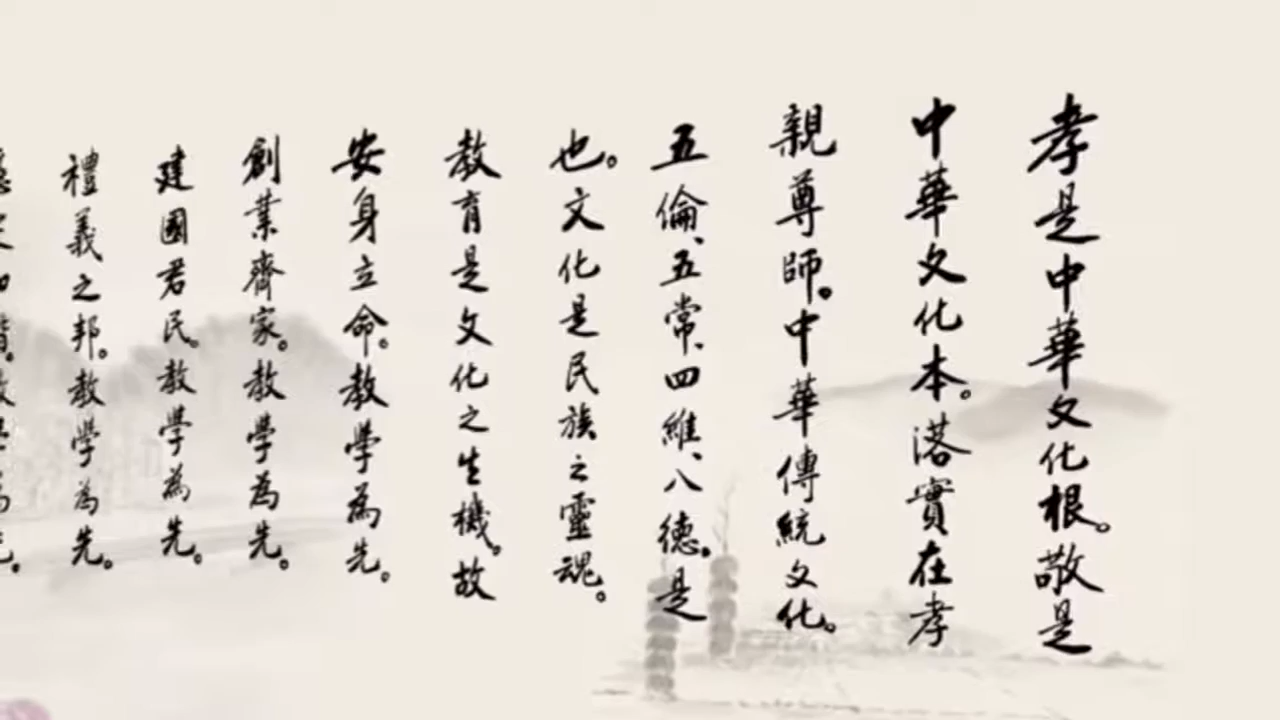 孝是中華文化根。敬是
中華文化本。落實在孝
親尊師。中華傳統文化。
五倫、五常、四維、八德。是
也。文化是民族之靈魂。
教育是文化之生機。故
安身立命。教學為先。
創業齊家。教學為先。
建國君民。教學為先。
禮義之邦。教學為先。